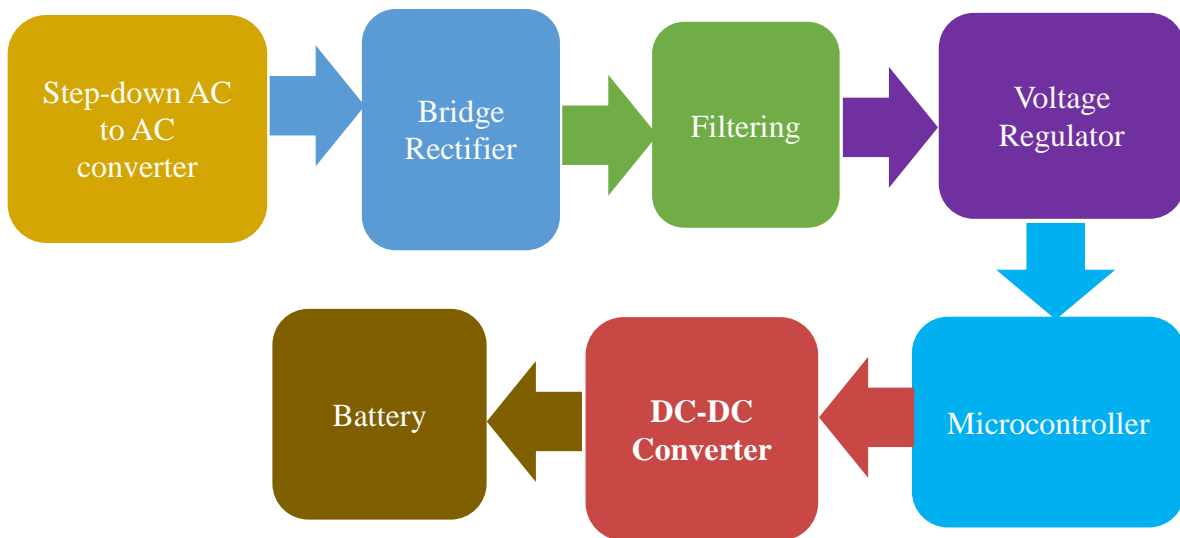 Step-down AC
to AC
converter
Bridge
Rectifier
Filtering
Voltage
Regulator
Microcontroller
DC-DC
Converter
Battery